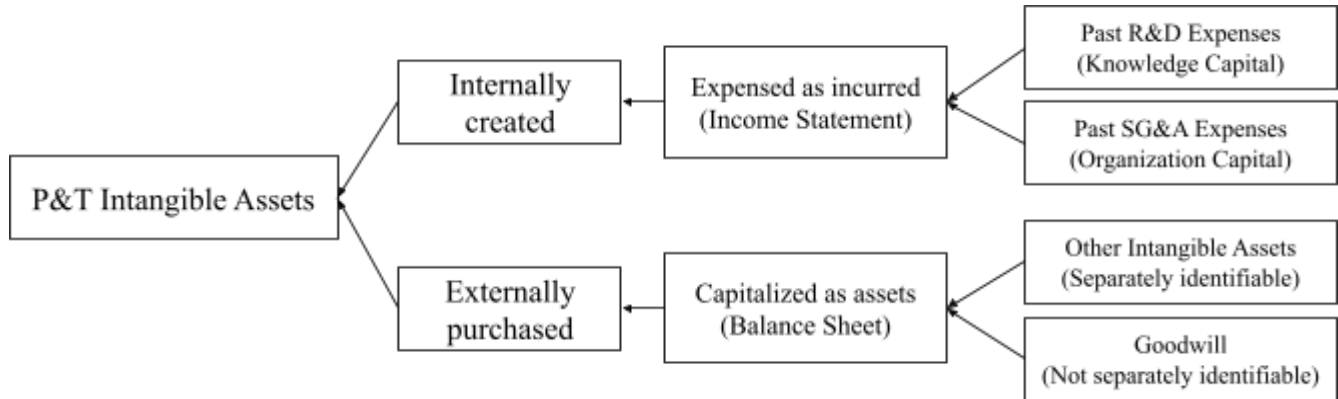 P&T Intangible Assets
Internally
created
Expensed as incurred
(Income Statement)
Past R&D Expenses
(Knowledge Capital)
Past SG&A Expenses
(Organization Capital)
Externally
purchased
Capitalized as assets
(Balance Sheet)
Other Intangible Assets
(Separately identifiable)
Goodwill
(Not separately identifiable)